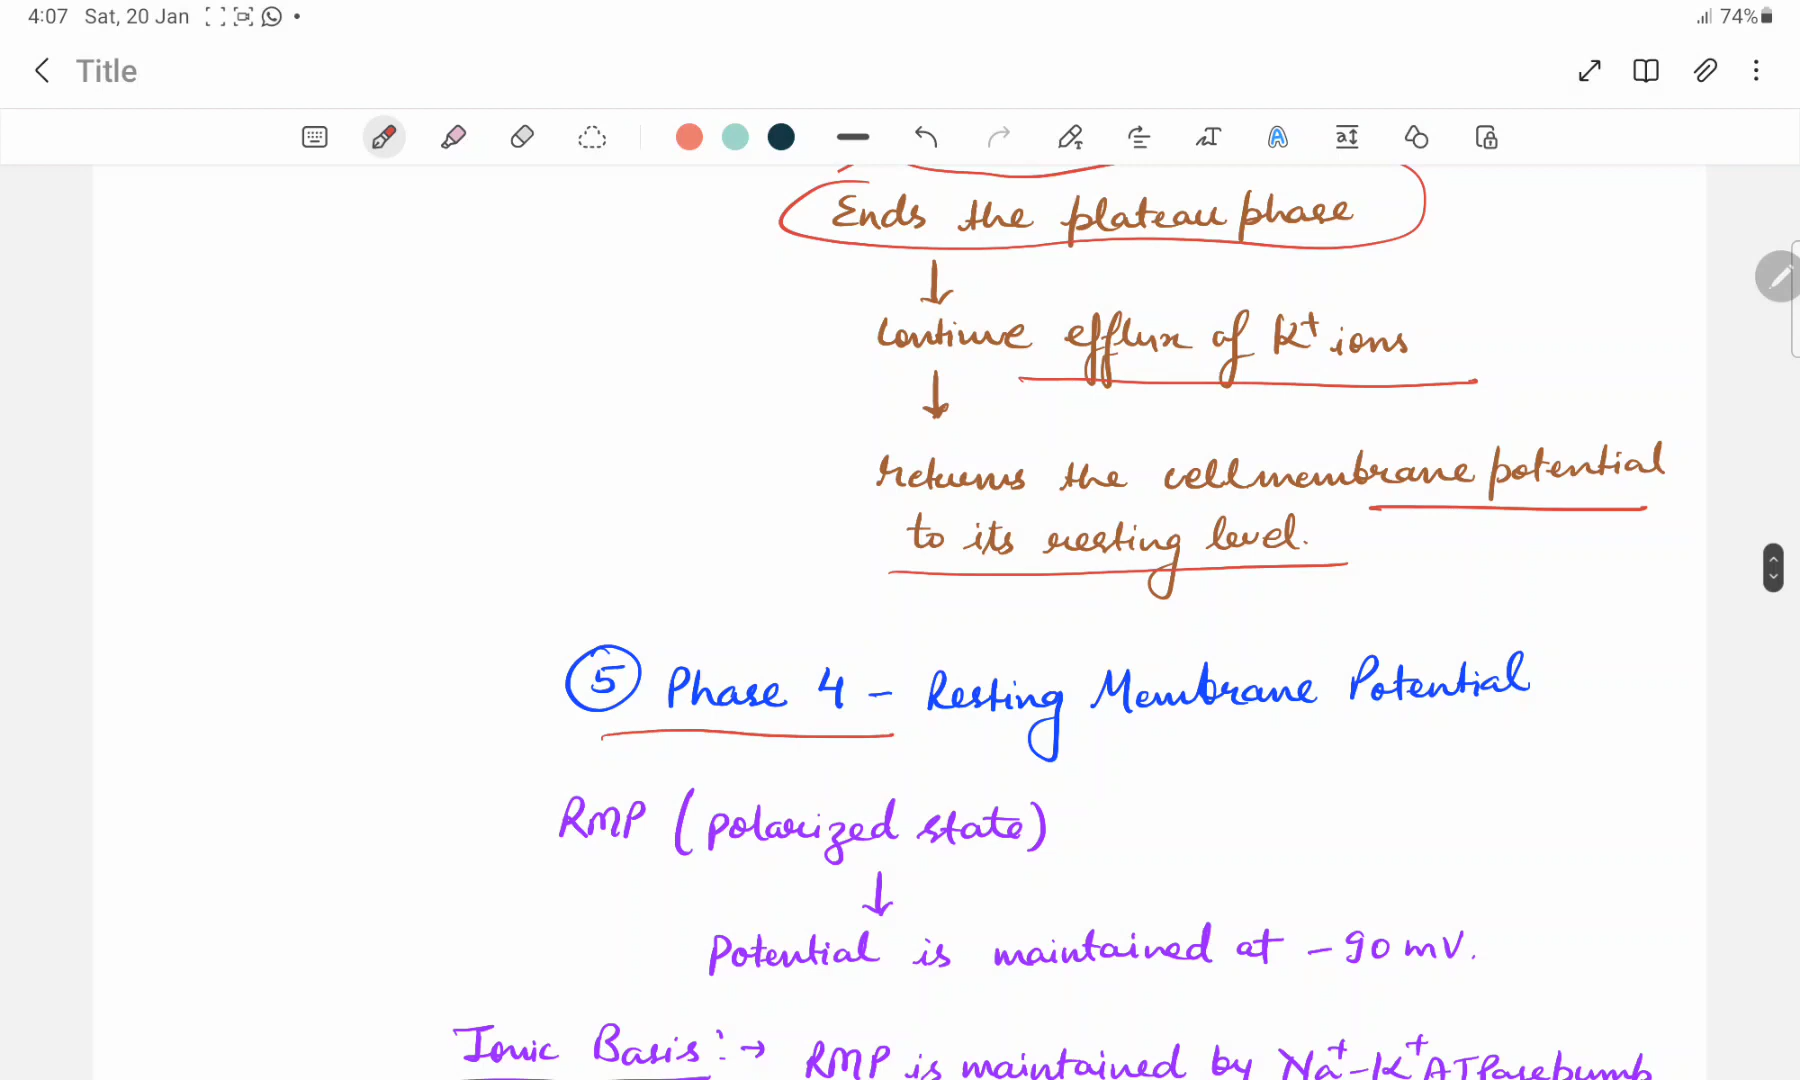 4:07 Sat, 20 Jan
74%
Title
Ends the plateau phase
↓
Continue efflux of K⁺ ions
↓
returns the cell membrane potential
to its resting level.
⑤ Phase 4 - Resting Membrane Potential
RMP (polarized state)
↓
Potential is maintained at - 90 mV.
Ionic Basis :→ RMP is maintained by Na⁺-K⁺ ATPase pump